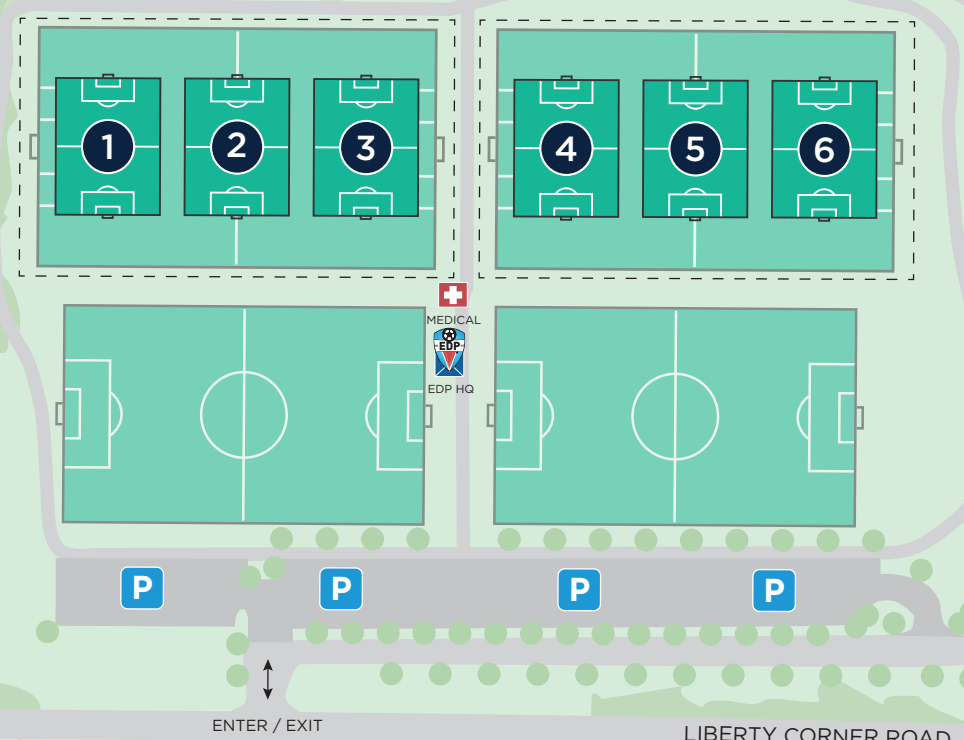 1
2
3
4
5
6
MEDICAL
EDP
EDP HQ
P
P
P
P
ENTER / EXIT
LIBERTY CORNER ROAD